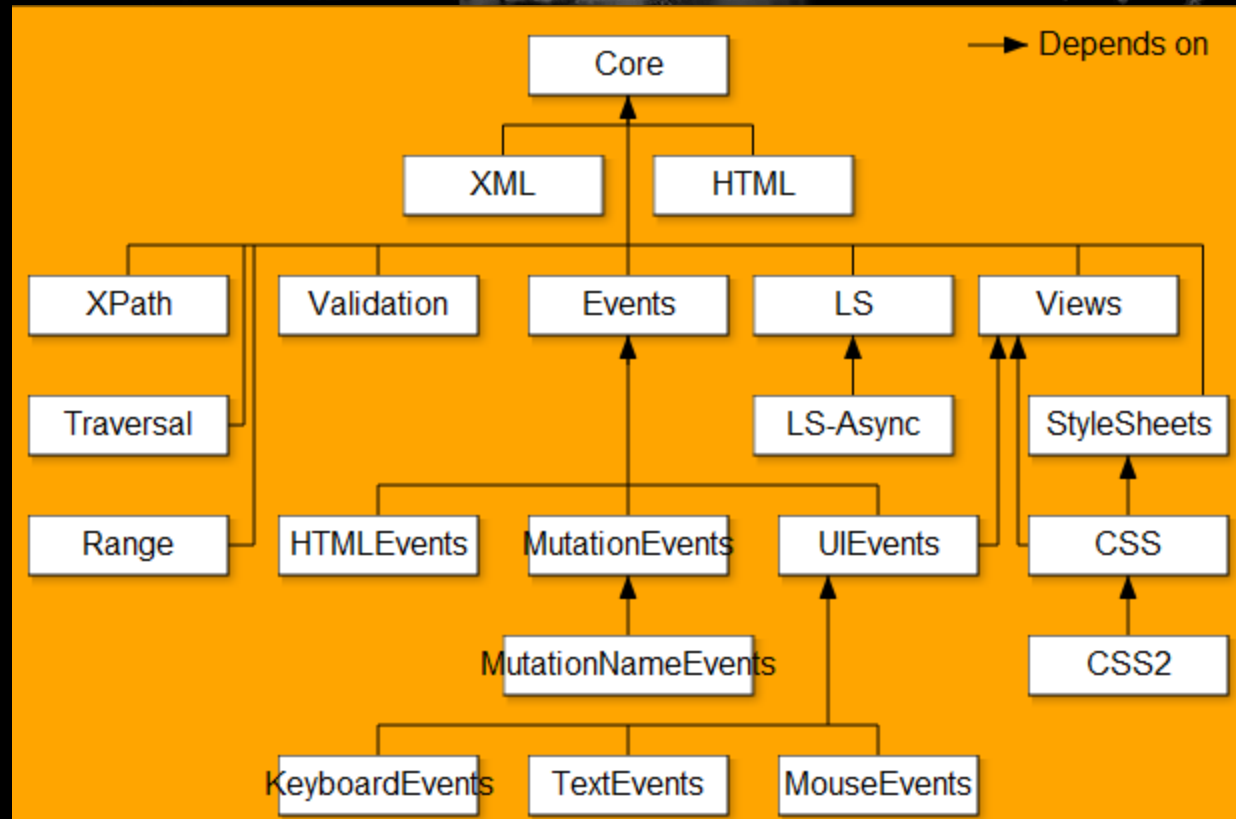 Depends on
Core
XML
HTML
XPath
Validation
Events
LS
Views
Traversal
LS-Async
StyleSheets
Range
HTMLEvents
MutationEvents
UIEvents
CSS
MutationNameEvents
CSS2
KeyboardEvents
TextEvents
MouseEvents